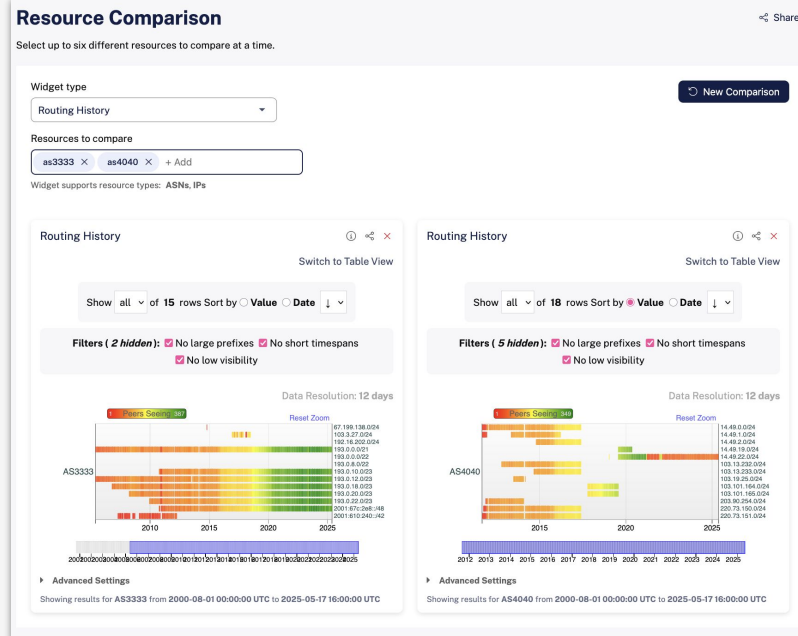 Resource Comparison
Share
Select up to six different resources to compare at a time.
Widget type
Routing History
New Comparison
Resources to compare
as3333 × as4040 × + Add
Widget supports resource types: ASNs, IPs
Routing History
Switch to Table View
Show all of 15 rows Sort by Value Date ↓
Filters ( 2 hidden ): No large prefixes No short timespans
No low visibility
Data Resolution: 12 days
1 Peers Seeing 387
Reset Zoom
67.199.138.0/24
103.3.27.0/24
192.16.202.0/24
193.0.0.0/21
193.0.0.0/22
193.0.8.0/22
193.0.10.0/23
AS3333
193.0.12.0/23
193.0.18.0/23
193.0.20.0/23
193.0.22.0/23
2001:67c:2e8::/48
2001:610:240::/42
2010 2015 2020 2025
Advanced Settings
Showing results for AS3333 from 2000-08-01 00:00:00 UTC to 2025-05-17 16:00:00 UTC
Routing History
Switch to Table View
Show all of 18 rows Sort by Value Date ↓
Filters ( 5 hidden ): No large prefixes No short timespans
No low visibility
Data Resolution: 12 days
1 Peers Seeing 349
Reset Zoom
14.49.0.0/24
14.49.1.0/24
14.49.2.0/24
14.49.19.0/24
14.49.22.0/24
103.13.232.0/24
AS4040
103.13.233.0/24
103.19.25.0/24
103.101.164.0/24
103.101.165.0/24
203.90.254.0/24
220.73.150.0/24
220.73.151.0/24
2015 2020 2025
2012 2013 2014 2015 2016 2017 2018 2019 2020 2021 2022 2023 2024 2025
Advanced Settings
Showing results for AS4040 from 2000-08-01 00:00:00 UTC to 2025-05-17 16:00:00 UTC